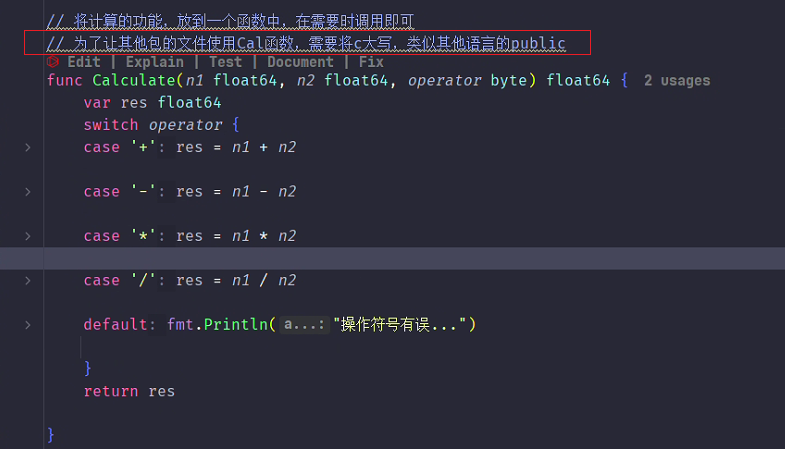 // 将计算的功能，放到一个函数中，在需要时调用即可
// 为了让其他包的文件使用Cal函数，需要将c大写，类似其他语言的public
Edit | Explain | Test | Document | Fix
func Calculate(n1 float64, n2 float64, operator byte) float64 { 2 usages
var res float64
switch operator {
case '+': res = n1 + n2
case '-': res = n1 - n2
case '*': res = n1 * n2
case '/': res = n1 / n2
default: fmt.Println( a...: "操作符号有误...")
}
return res
}